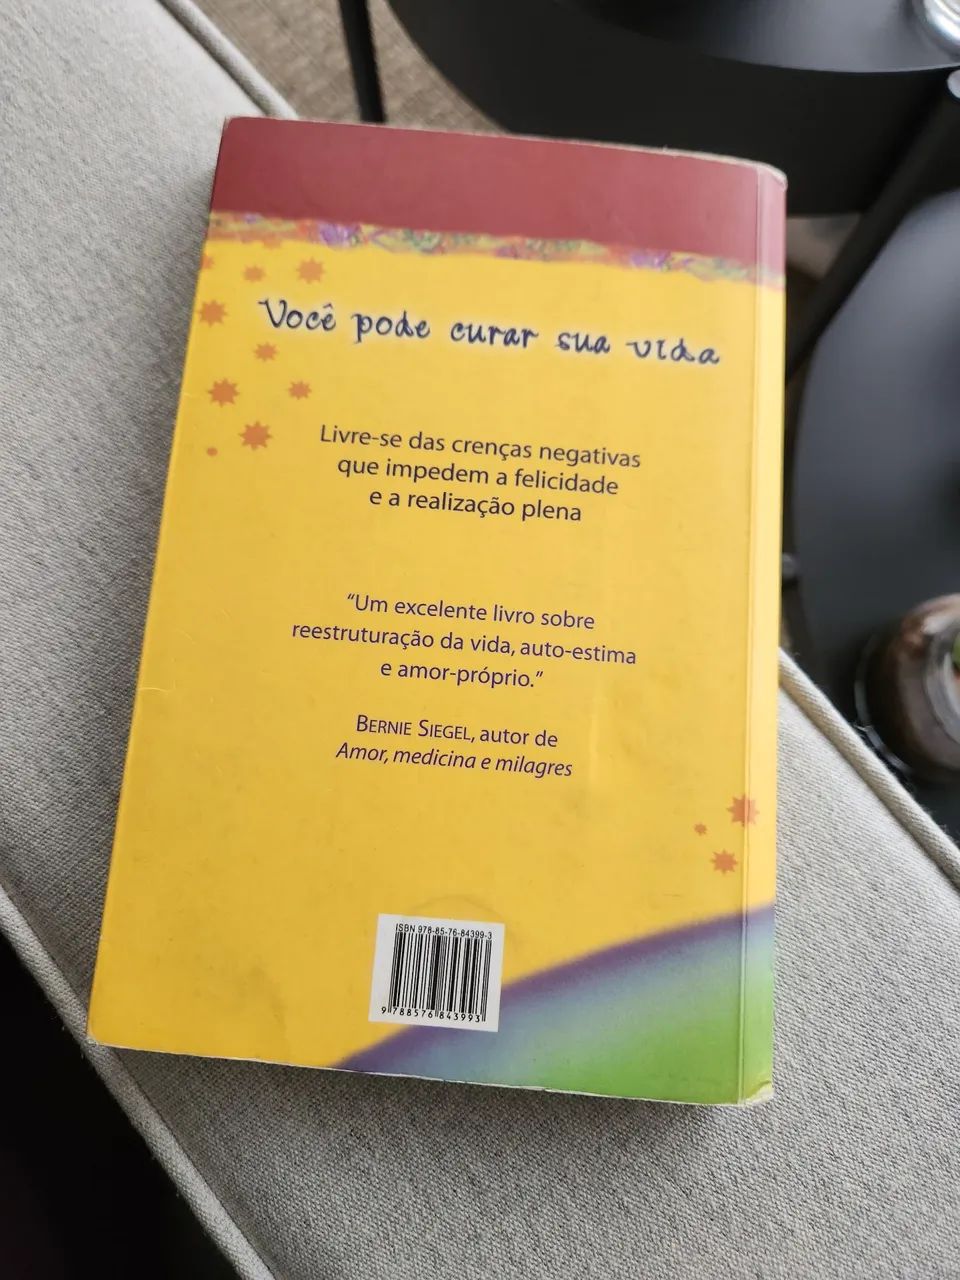 Você pode curar sua vida
Livre-se das crenças negativas
que impedem a felicidade
e a realização plena
“Um excelente livro sobre
reestruturação da vida, auto-estima
e amor-próprio.”
BERNIE SIEGEL, autor de
Amor, medicina e milagres
ISBN 978-85-76-84399-3
9 788576 843993